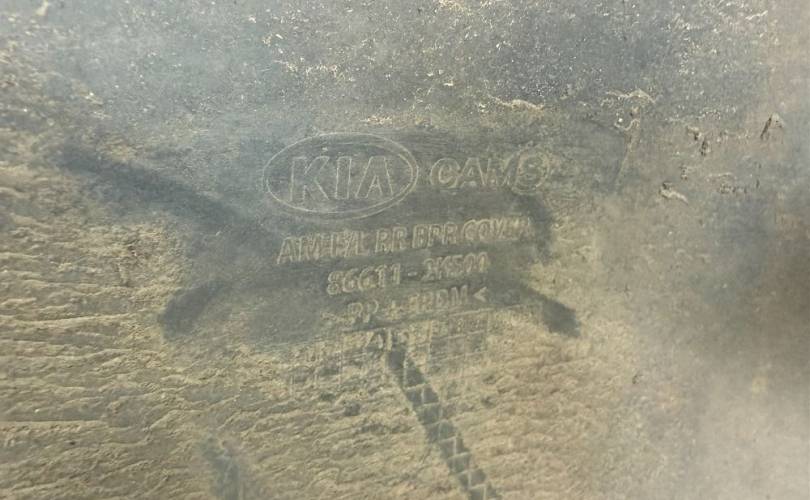 KIA CAMS
AM F/L RR BPR COVER
86611-2K500
>PP+EPDM<